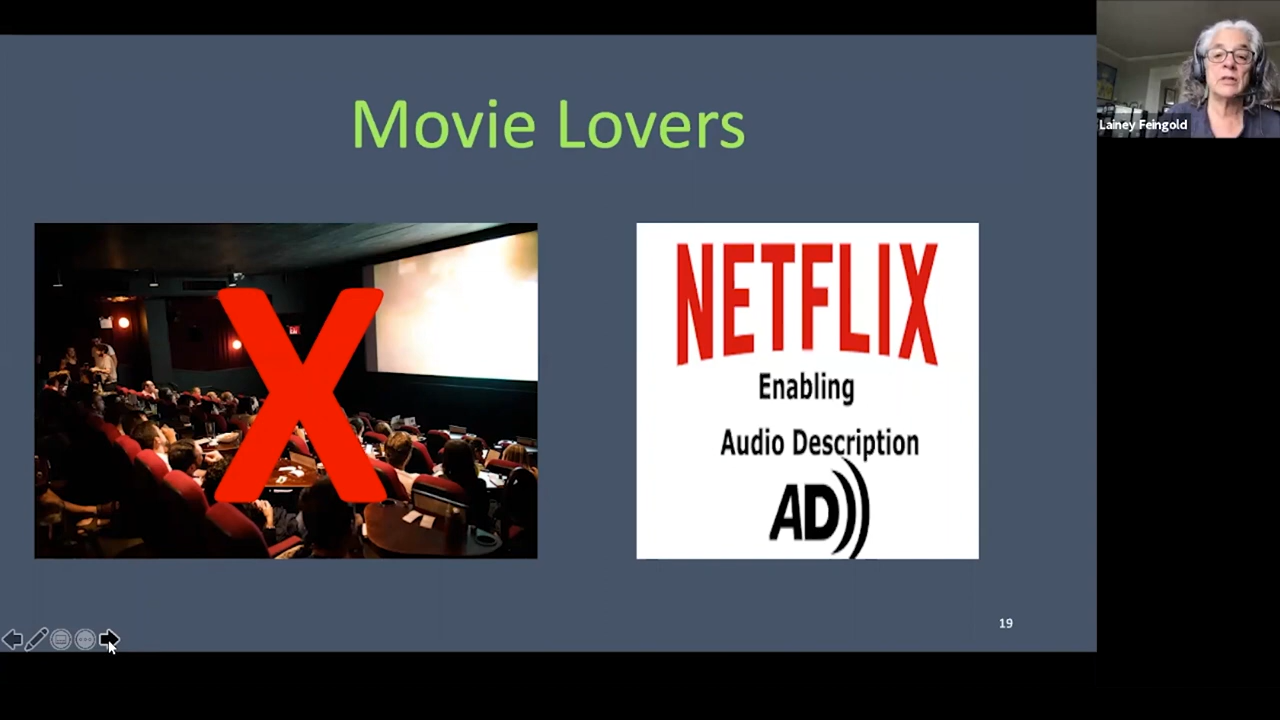 Movie Lovers
X
NETFLIX
Enabling
Audio Description
AD
19
Lainey Feingold